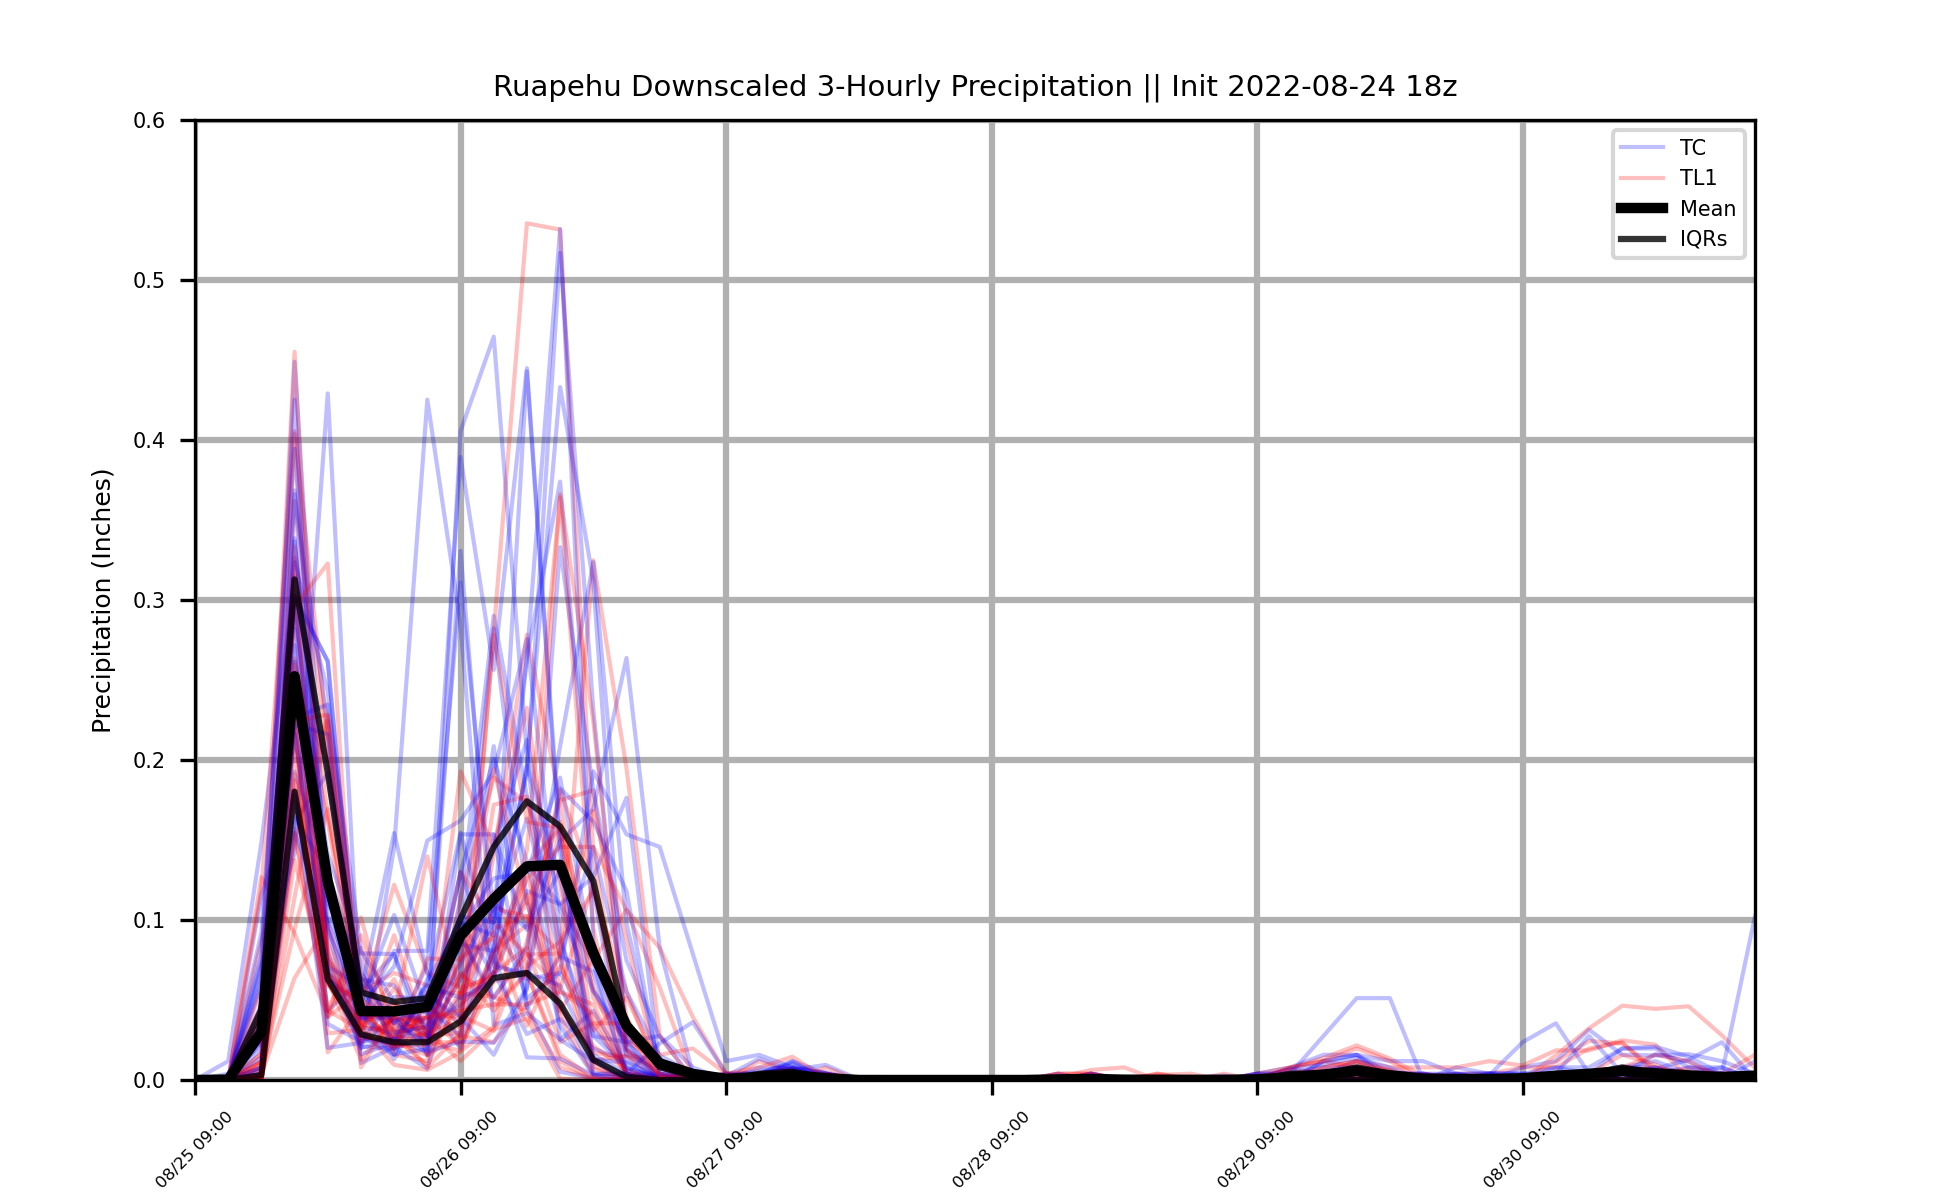 Ruapehu Downscaled 3-Hourly Precipitation || Init 2022-08-24 18z
Precipitation (Inches)
0.6
0.5
0.4
0.3
0.2
0.1
0.0
TC
TL1
Mean
IQRs
08/25 09:00
08/26 09:00
08/27 09:00
08/28 09:00
08/29 09:00
08/30 09:00